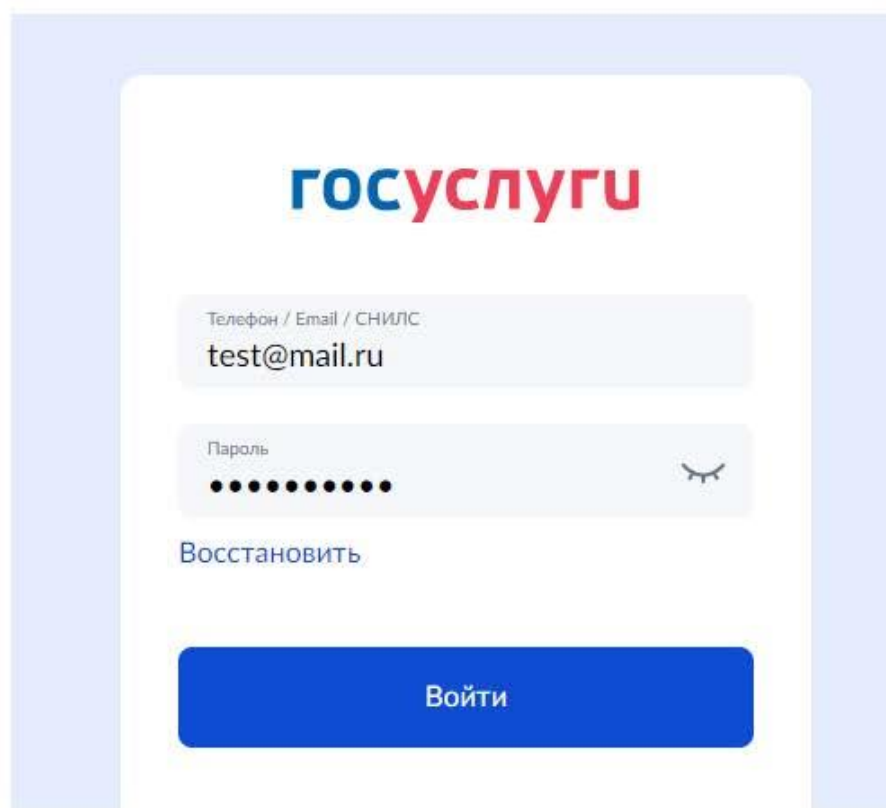 госуслуги
Телефон / Email / СНИЛС
test@mail.ru
Пароль
••••••••••
Восстановить
Войти